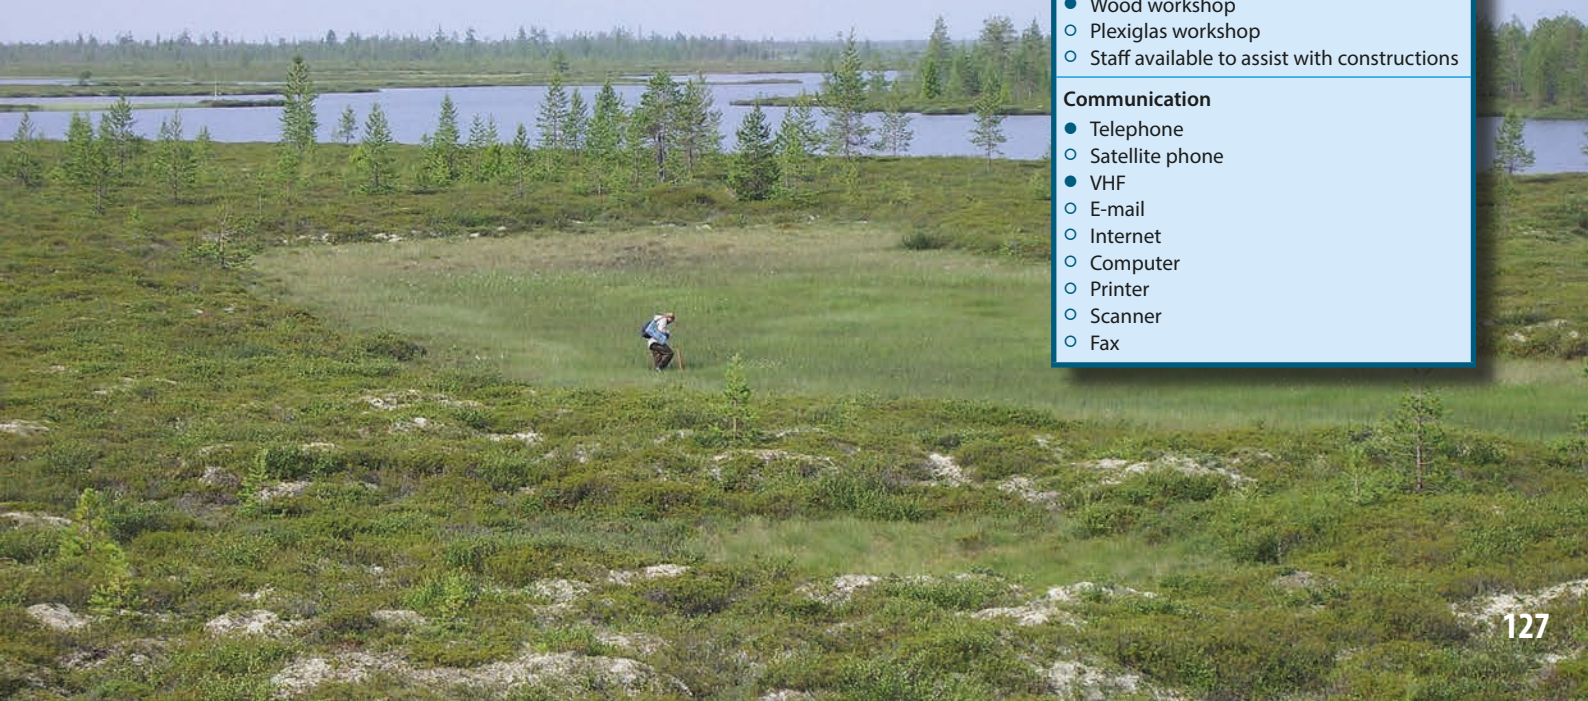 ● Wood workshop
○ Plexiglas workshop
○ Staff available to assist with constructions
Communication
● Telephone
○ Satellite phone
● VHF
○ E-mail
○ Internet
○ Computer
○ Printer
○ Scanner
○ Fax
127